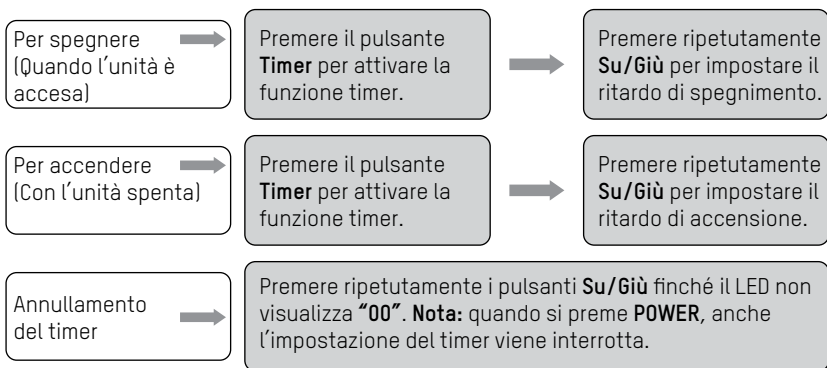 Per spegnere
(Quando l'unità è
accesa)
Premere il pulsante
Timer per attivare la
funzione timer.
Premere ripetutamente
Su/Giù per impostare il
ritardo di spegnimento.
Per accendere
(Con l'unità spenta)
Premere il pulsante
Timer per attivare la
funzione timer.
Premere ripetutamente
Su/Giù per impostare il
ritardo di accensione.
Annullamento
del timer
Premere ripetutamente i pulsanti Su/Giù finché il LED non
visualizza "00". Nota: quando si preme POWER, anche
l'impostazione del timer viene interrotta.